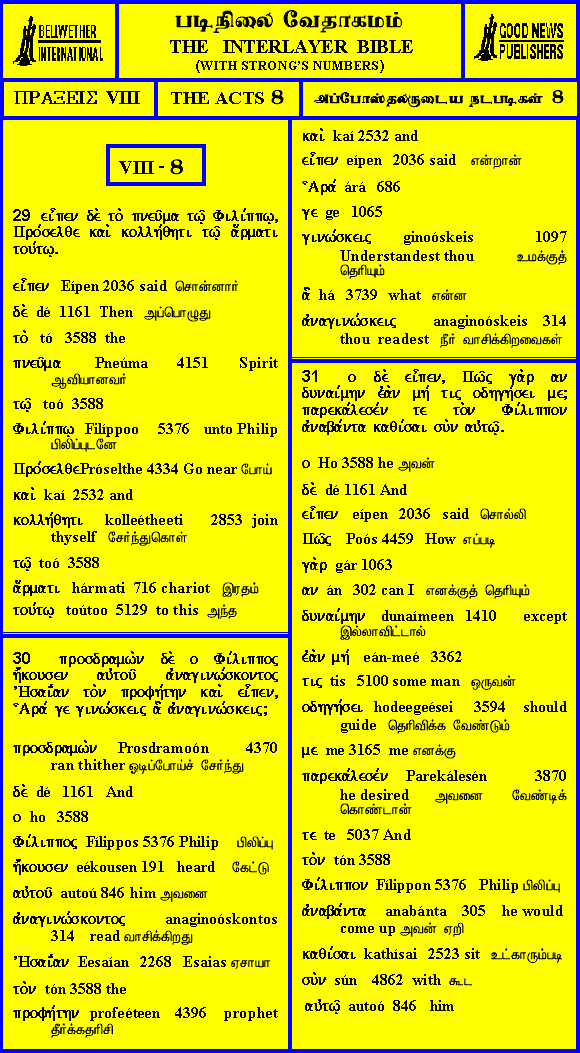 BELLWETHER
INTERNATIONAL
படிநிலை வேதாகமம்
THE INTERLAYER BIBLE
(WITH STRONG'S NUMBERS)
GOOD NEWS
PUBLISHERS
ΠΡΑΞΕΙΣ VIII
THE ACTS 8
அப்போஸ்தலருடைய நடபடிகள் 8
VIII - 8
29 εἶπεν δὲ τὸ πνεῦμα τῷ Φιλίππῳ,
Πρόσελθε καὶ κολλήθητι τῷ ἅρματι
τούτῳ.
εἶπεν Eípen 2036 said சொன்னார்
δὲ dé 1161 Then அப்பொழுது
τὸ tó 3588 the
πνεῦμα Pneúma 4151 Spirit
ஆவியானவர்
τῷ toó 3588
Φιλίππῳ Filíppoo 5376 unto Philip
பிலிப்புடனே
ΠρόσελθεPróselthe 4334 Go near போய்
καὶ kaí 2532 and
κολλήθητι kolleétheeti 2853 join
thyself சேர்ந்துகொள்
τῷ toó 3588
ἅρματι hármati 716 chariot இரதம்
τούτῳ toútoo 5129 to this அந்த
30 προσδραμὼν δὲ ο Φίλιππος
ἤκουσεν αὐτοῦ ἀναγινώσκοντος
Ἠσαΐαν τὸν προφήτην καὶ εἶπεν,
Ἆρά γε γινώσκεις ἃ ἀναγινώσκεις;
προσδραμὼν Prosdramoón 4370
ran thither ஓடிப்போய்ச் சேர்ந்து
δὲ dé 1161 And
ο ho 3588
Φίλιππος Fílippos 5376 Philip பிலிப்பு
ἤκουσεν eékousen 191 heard கேட்டு
αὐτοῦ autoú 846 him அவனை
ἀναγινώσκοντος anaginoóskontos
314 read வாசிக்கிறது
Ἠσαΐαν Eesaían 2268 Esaias ஏசாயா
τὸν tón 3588 the
προφήτην profeéteen 4396 prophet
தீர்க்கதரிசி
καὶ kaí 2532 and
εἶπεν eípen 2036 said என்றான்
Ἆρά árá 686
γε ge 1065
γινώσκεις ginoóskeis 1097
Understandest thou உமக்குத்
தெரியும்
ἃ há 3739 what என்ன
ἀναγινώσκεις anaginoóskeis 314
thou readest நீர் வாசிக்கிறவைகள்
31 ο δὲ εἶπεν, Πῶς γὰρ αν
δυναίμην ἐὰν μή τις οδηγήσει με;
παρεκάλεσέν τε τὸν Φίλιππον
ἀναβάντα καθίσαι σὺν αὐτῷ.
ο Ho 3588 he அவன்
δὲ dé 1161 And
εἶπεν eípen 2036 said சொல்லி
Πῶς Poós 4459 How எப்படி
γὰρ gár 1063
αν án 302 can I எனக்குத் தெரியும்
δυναίμην dunaímeen 1410 except
இல்லாவிட்டால்
ἐὰν μή eán-meé 3362
τις tis 5100 some man ஒருவன்
οδηγήσει hodeegeései 3594 should
guide தெரிவிக்க வேண்டும்
με me 3165 me எனக்கு
παρεκάλεσέν Parekálesén 3870
he desired அவனை வேண்டிக்
கொண்டான்
τε te 5037 And
τὸν tón 3588
Φίλιππον Fílippon 5376 Philip பிலிப்பு
ἀναβάντα anabánta 305 he would
come up அவன் ஏறி
καθίσαι kathísai 2523 sit உட்காரும்படி
σὺν sún 4862 with கூட
αὐτῷ autoó 846 him